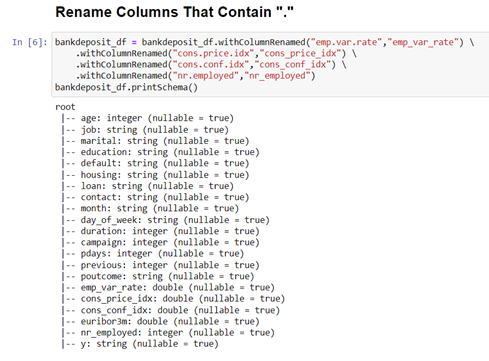 Rename Columns That Contain "."
In [6]: bankdeposit_df = bankdeposit_df.withColumnRenamed("emp.var.rate","emp_var_rate") \
.withColumnRenamed("cons.price.idx","cons_price_idx") \
.withColumnRenamed("cons.conf.idx","cons_conf_idx") \
.withColumnRenamed("nr.employed","nr_employed")
bankdeposit_df.printSchema()
root
|-- age: integer (nullable = true)
|-- job: string (nullable = true)
|-- marital: string (nullable = true)
|-- education: string (nullable = true)
|-- default: string (nullable = true)
|-- housing: string (nullable = true)
|-- loan: string (nullable = true)
|-- contact: string (nullable = true)
|-- month: string (nullable = true)
|-- day_of_week: string (nullable = true)
|-- duration: integer (nullable = true)
|-- campaign: integer (nullable = true)
|-- pdays: integer (nullable = true)
|-- previous: integer (nullable = true)
|-- poutcome: string (nullable = true)
|-- emp_var_rate: double (nullable = true)
|-- cons_price_idx: double (nullable = true)
|-- cons_conf_idx: double (nullable = true)
|-- euribor3m: double (nullable = true)
|-- nr_employed: integer (nullable = true)
|-- y: string (nullable = true)